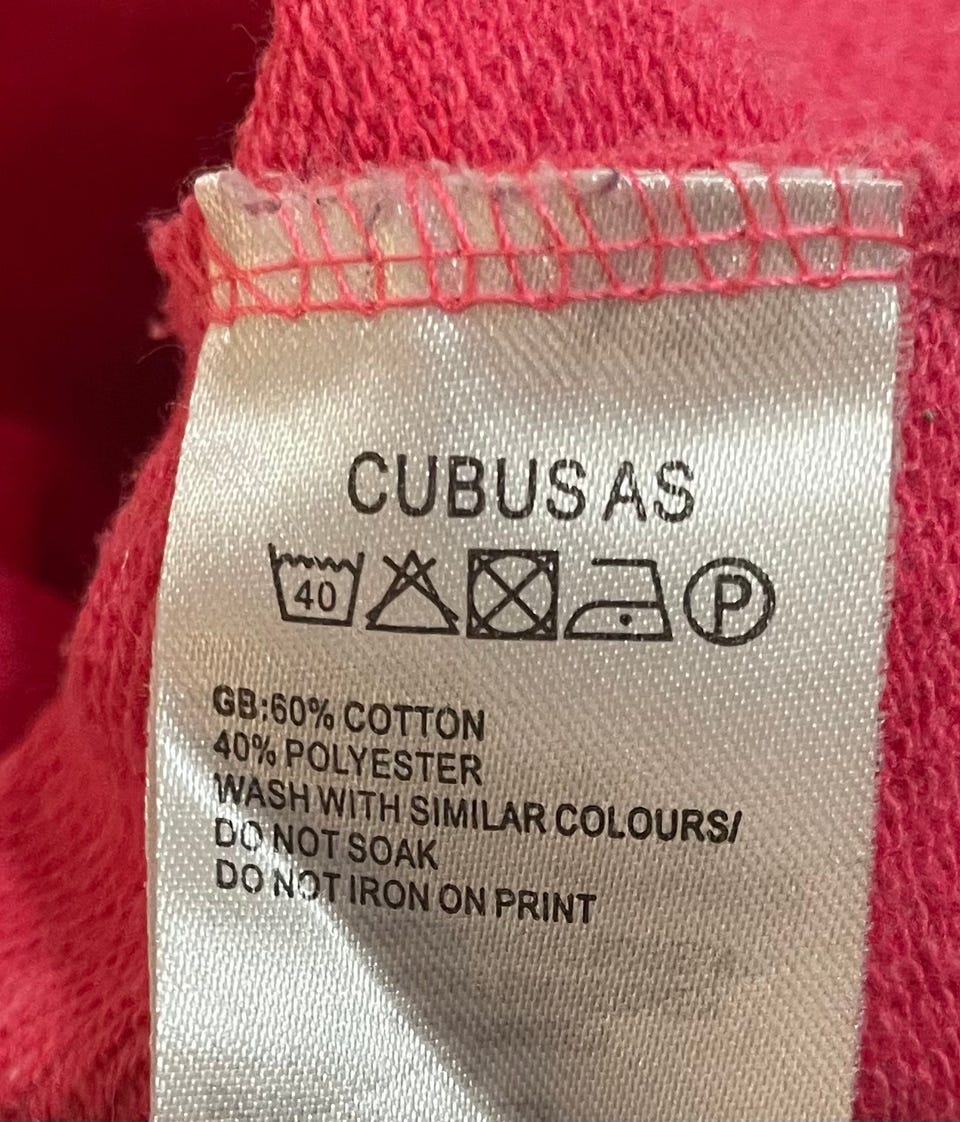 CUBUS AS
40 P
GB:60% COTTON
40% POLYESTER
WASH WITH SIMILAR COLOURS/
DO NOT SOAK
DO NOT IRON ON PRINT